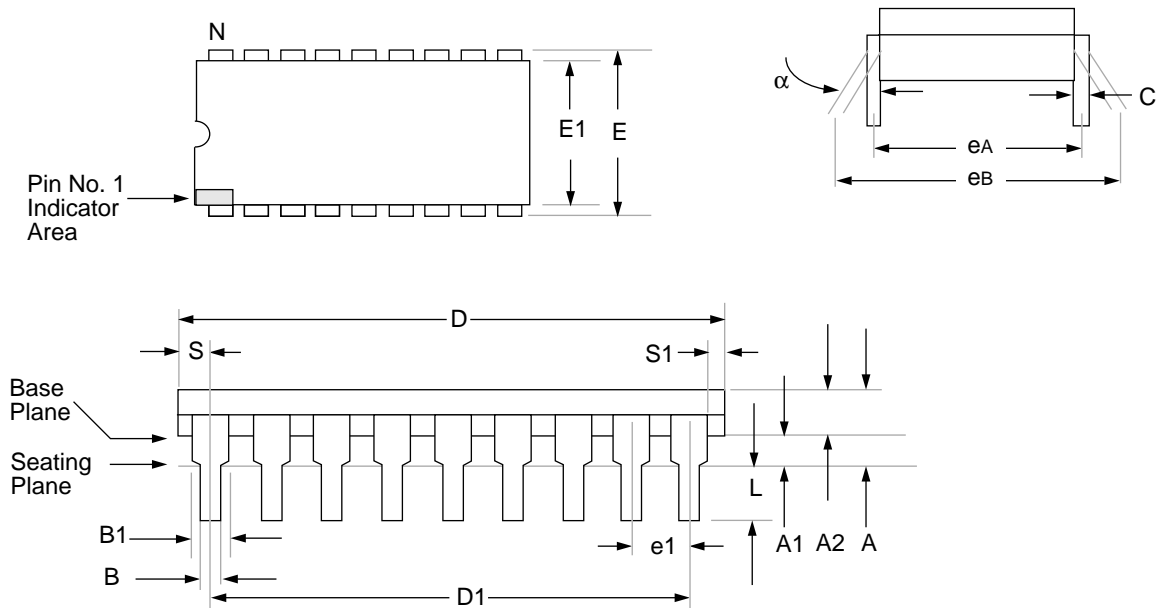 N
α
C
E1
E
eA
eB
Pin No. 1
Indicator
Area
D
S
S1
Base
Plane
Seating
Plane
L
B1
e1
A1
A2
A
B
D1